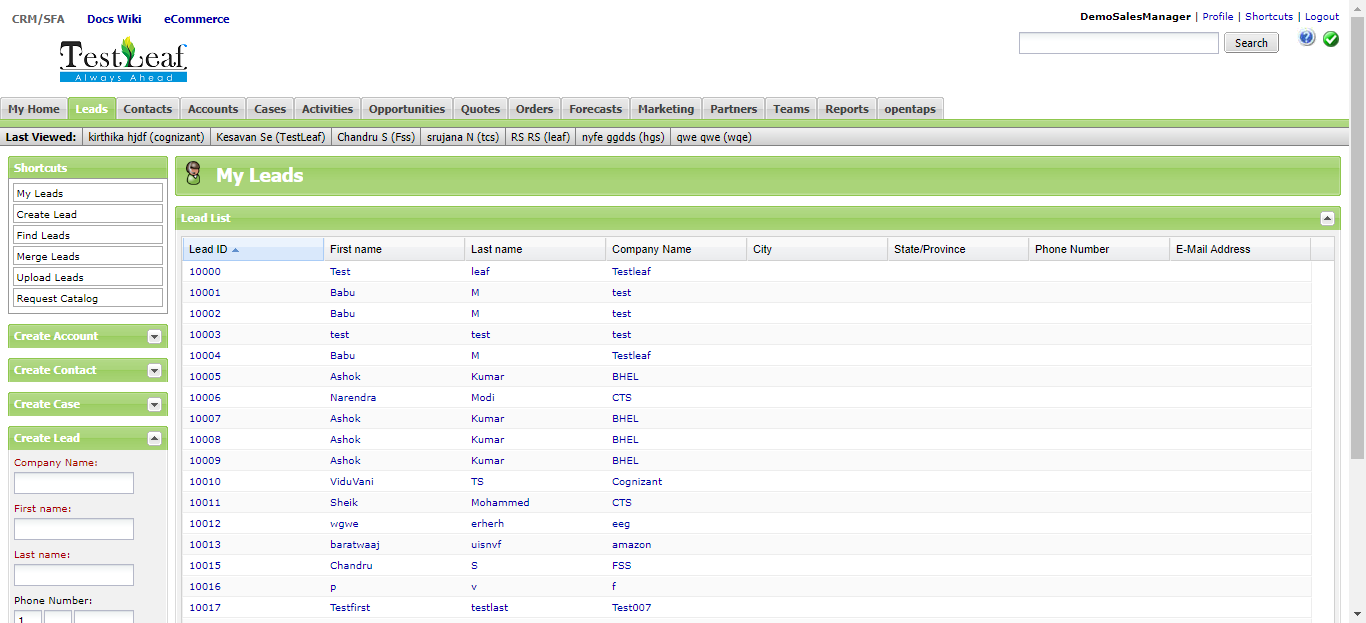 CRM/SFA Docs Wiki eCommerce
DemoSalesManager | Profile | Shortcuts | Logout
TestLeaf
Always Ahead
Search
?
My Home Leads Contacts Accounts Cases Activities Opportunities Quotes Orders Forecasts Marketing Partners Teams Reports opentaps
Last Viewed: kirthika hjdf (cognizant) Kesavan Se (TestLeaf) Chandru S (Fss) srujana N (tcs) RS RS (leaf) nyfe ggdds (hgs) qwe qwe (wqe)
Shortcuts
My Leads
Create Lead
Find Leads
Merge Leads
Upload Leads
Request Catalog
Create Account
Create Contact
Create Case
Create Lead
Company Name:
First name:
Last name:
Phone Number:
1
My Leads
Lead List
Lead ID First name Last name Company Name City State/Province Phone Number E-Mail Address
10000 Test leaf Testleaf
10001 Babu M test
10002 Babu M test
10003 test test test
10004 Babu M Testleaf
10005 Ashok Kumar BHEL
10006 Narendra Modi CTS
10007 Ashok Kumar BHEL
10008 Ashok Kumar BHEL
10009 Ashok Kumar BHEL
10010 ViduVani TS Cognizant
10011 Sheik Mohammed CTS
10012 wgwe erherh eeg
10013 baratwaaj uisnvf amazon
10015 Chandru S FSS
10016 p v f
10017 Testfirst testlast Test007